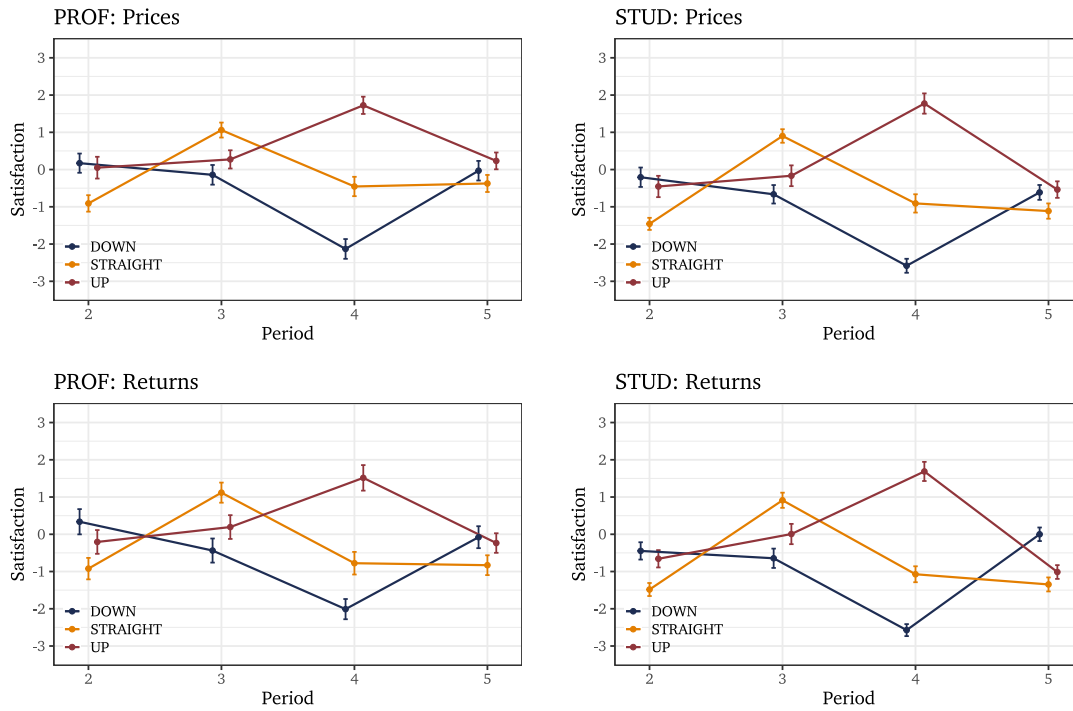 PROF: Prices
Satisfaction
3
2
1
0
-1
-2
-3
DOWN
STRAIGHT
UP
2 3 4 5
Period
STUD: Prices
Satisfaction
3
2
1
0
-1
-2
-3
DOWN
STRAIGHT
UP
2 3 4 5
Period
PROF: Returns
Satisfaction
3
2
1
0
-1
-2
-3
DOWN
STRAIGHT
UP
2 3 4 5
Period
STUD: Returns
Satisfaction
3
2
1
0
-1
-2
-3
DOWN
STRAIGHT
UP
2 3 4 5
Period